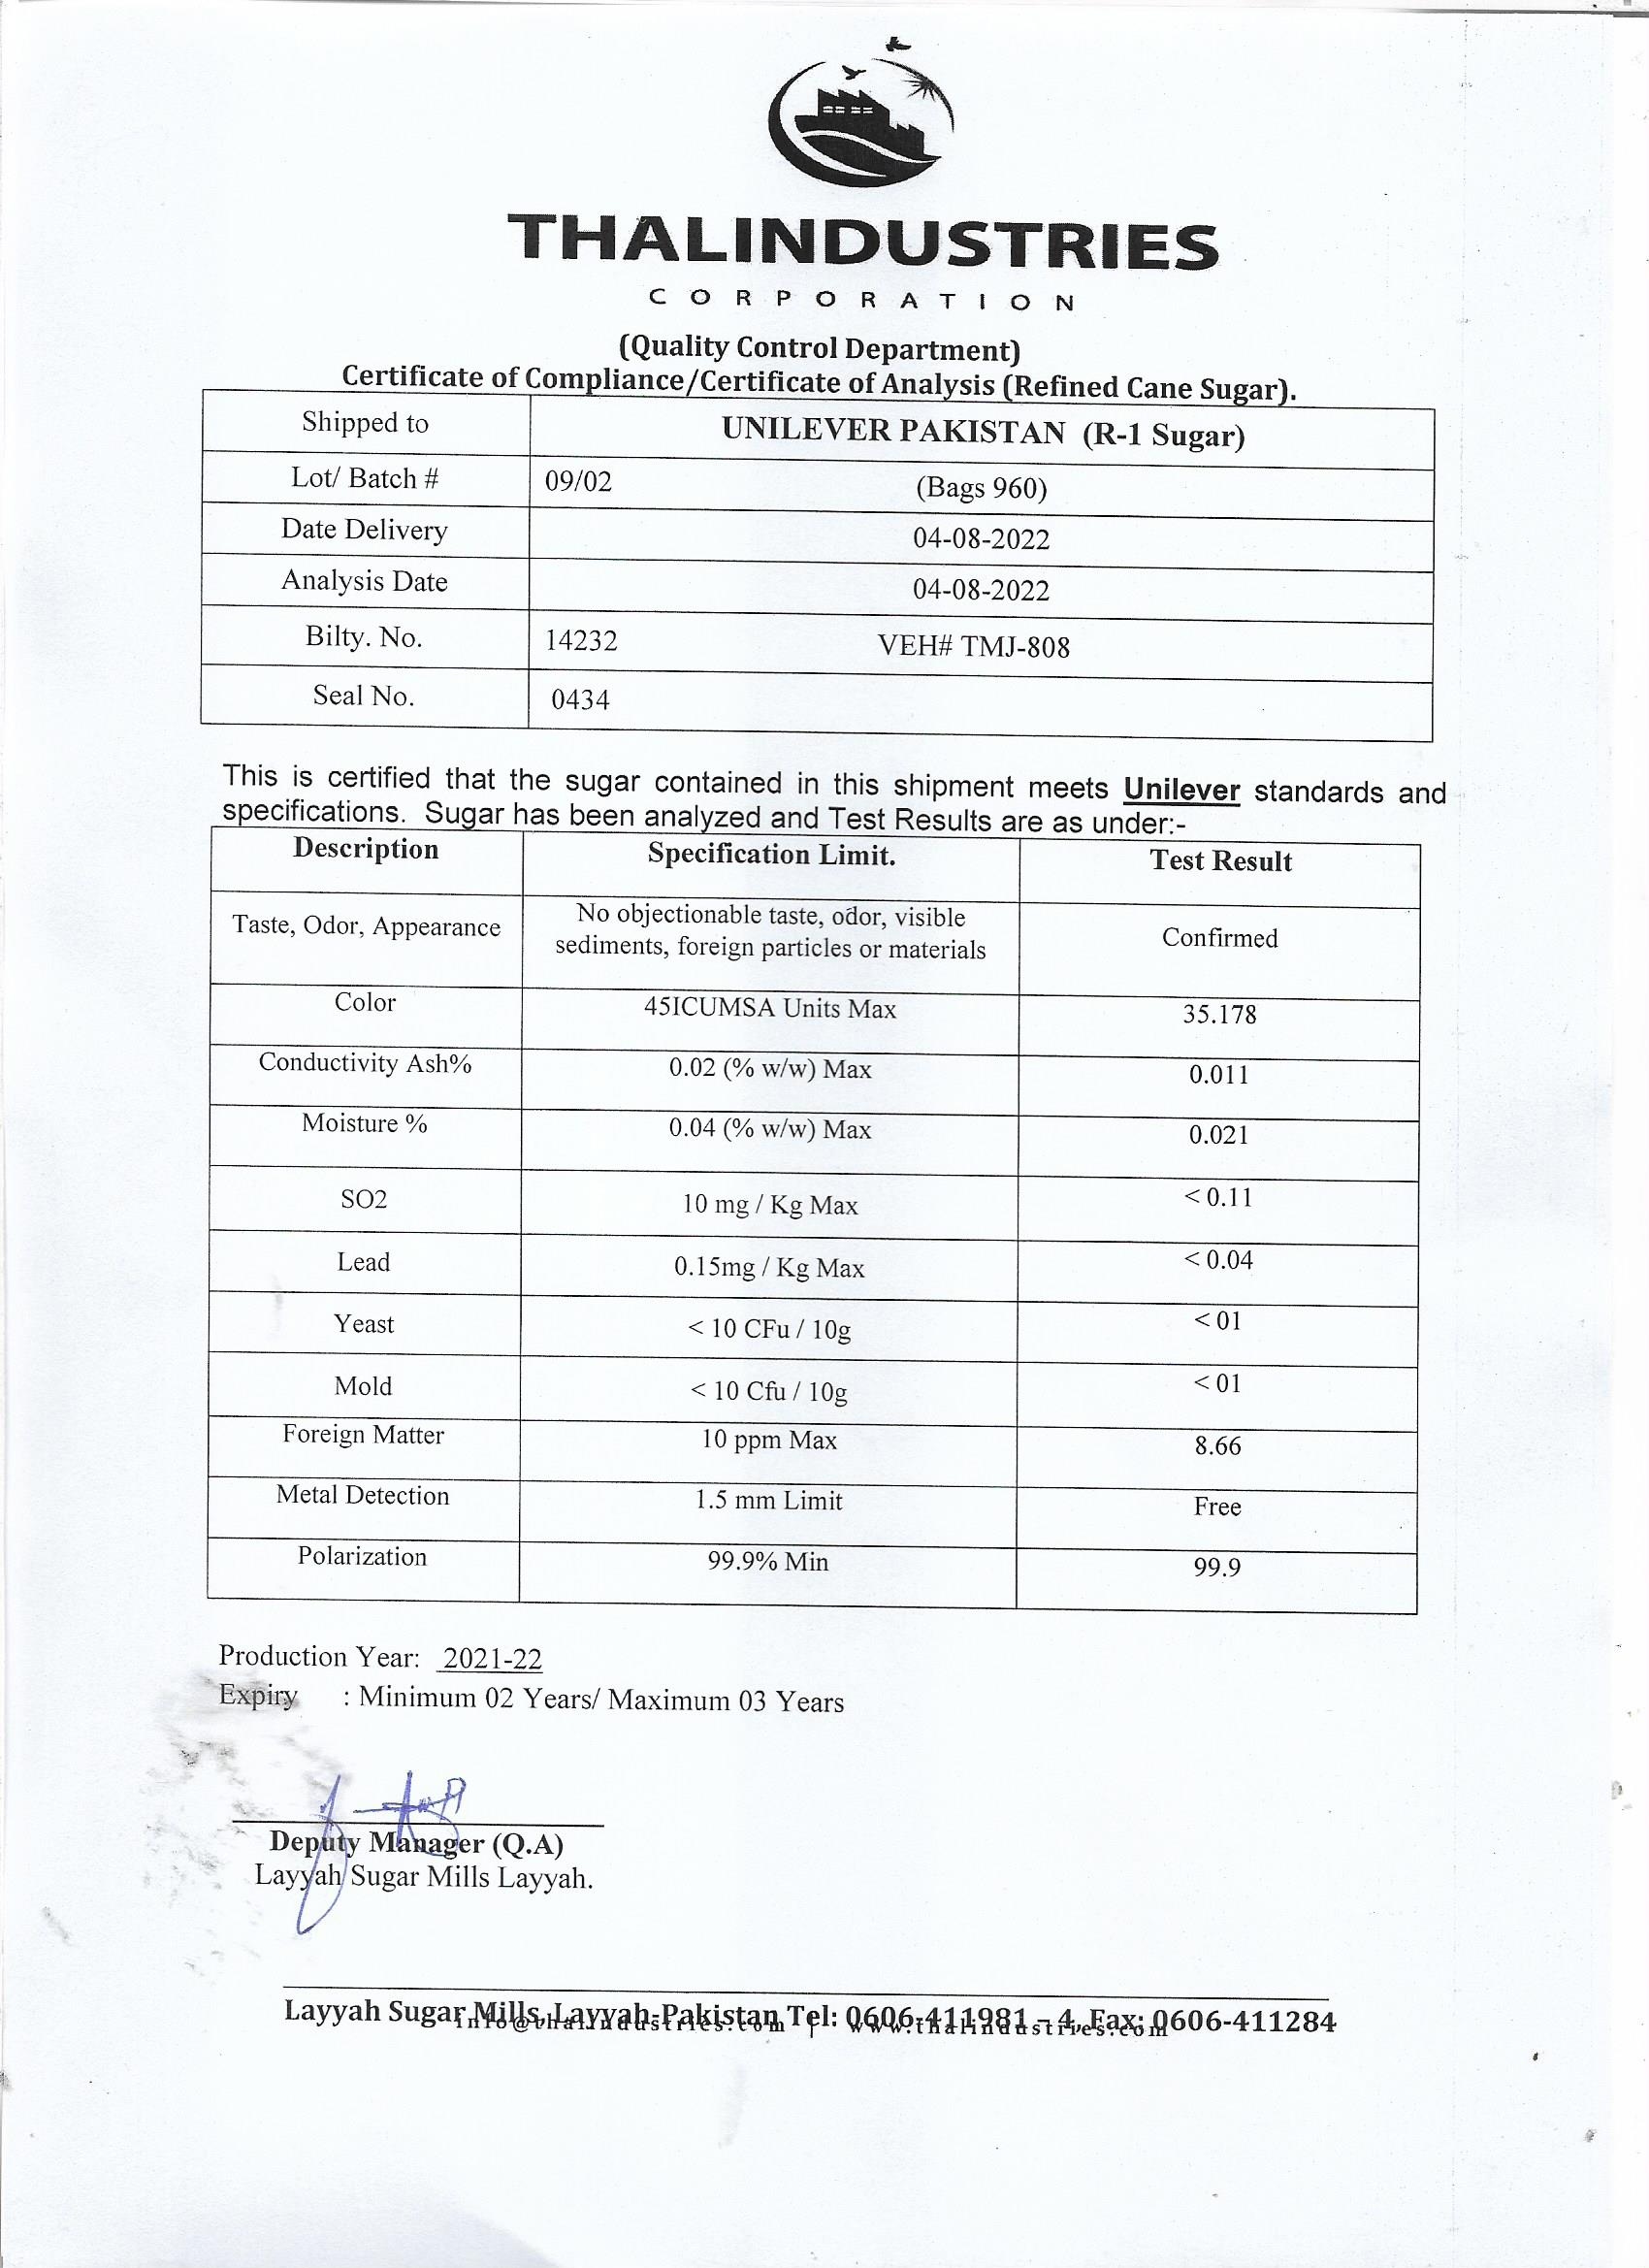 THALINDUSTRIES
CORPORATION
(Quality Control Department)
Certificate of Compliance/Certificate of Analysis (Refined Cane Sugar).
Shipped to UNILEVER PAKISTAN (R-1 Sugar)
Lot/ Batch # 09/02 (Bags 960)
Date Delivery 04-08-2022
Analysis Date 04-08-2022
Bilty. No. 14232 VEH# TMJ-808
Seal No. 0434
This is certified that the sugar contained in this shipment meets Unilever standards and
specifications. Sugar has been analyzed and Test Results are as under:-
Description Specification Limit. Test Result
Taste, Odor, Appearance No objectionable taste, odor, visible
sediments, foreign particles or materials Confirmed
Color 45ICUMSA Units Max 35.178
Conductivity Ash% 0.02 (% w/w) Max 0.011
Moisture % 0.04 (% w/w) Max 0.021
SO2 10 mg / Kg Max < 0.11
Lead 0.15mg / Kg Max < 0.04
Yeast < 10 CFu / 10g < 01
Mold < 10 Cfu / 10g < 01
Foreign Matter 10 ppm Max 8.66
Metal Detection 1.5 mm Limit Free
Polarization 99.9% Min 99.9
Production Year: 2021-22
Expiry : Minimum 02 Years/ Maximum 03 Years
Deputy Manager (Q.A)
Layyah Sugar Mills Layyah.
Layyah Sugar Mills, Layyah-Pakistan Tel: 0606-411981 – 4, Fax: 0606-411284
info@thalindustries.com | www.thalindustries.com